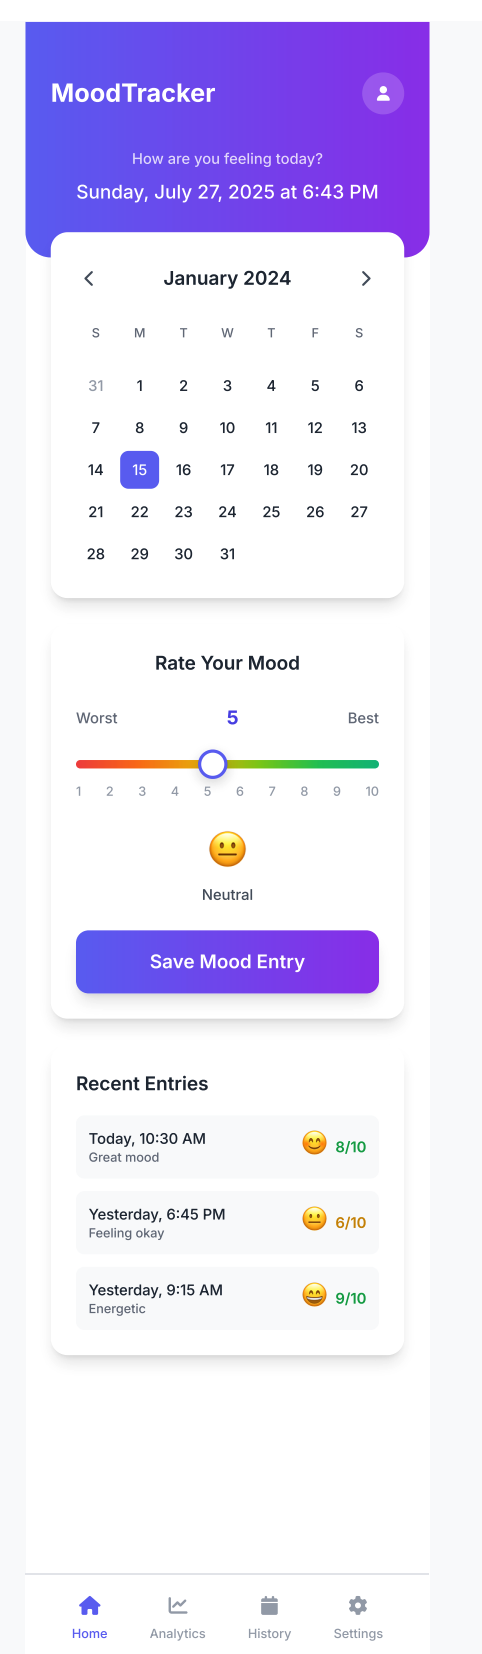 MoodTracker
How are you feeling today?
Sunday, July 27, 2025 at 6:43 PM
January 2024
S M T W T F S
31 1 2 3 4 5 6
7 8 9 10 11 12 13
14 15 16 17 18 19 20
21 22 23 24 25 26 27
28 29 30 31
Rate Your Mood
Worst 5 Best
1 2 3 4 5 6 7 8 9 10
Neutral
Save Mood Entry
Recent Entries
Today, 10:30 AM
Great mood
8/10
Yesterday, 6:45 PM
Feeling okay
6/10
Yesterday, 9:15 AM
Energetic
9/10
Home Analytics History Settings